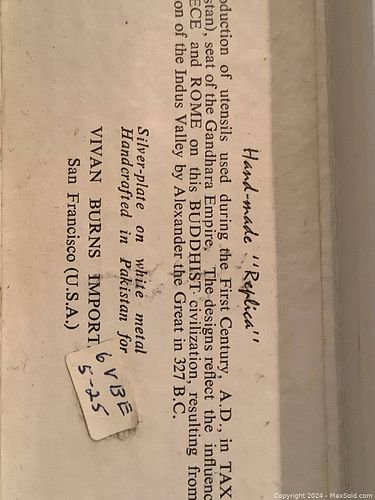 Hand-made "Replica"
oduction of utensils used during the First Century, A.D., in TAX
stan), seat of the Gandhara Empire. The designs reflect the influenc
ECE and ROME on this BUDDHIST civilization, resulting from
on of the Indus Valley by Alexander the Great in 327 B.C.
Silver-plate on white metal
Handcrafted in Pakistan for
VIVAN BURNS IMPORT
San Francisco (U.S.A.)
6VBE
5-25
Copyright 2024 - MaxSold.com